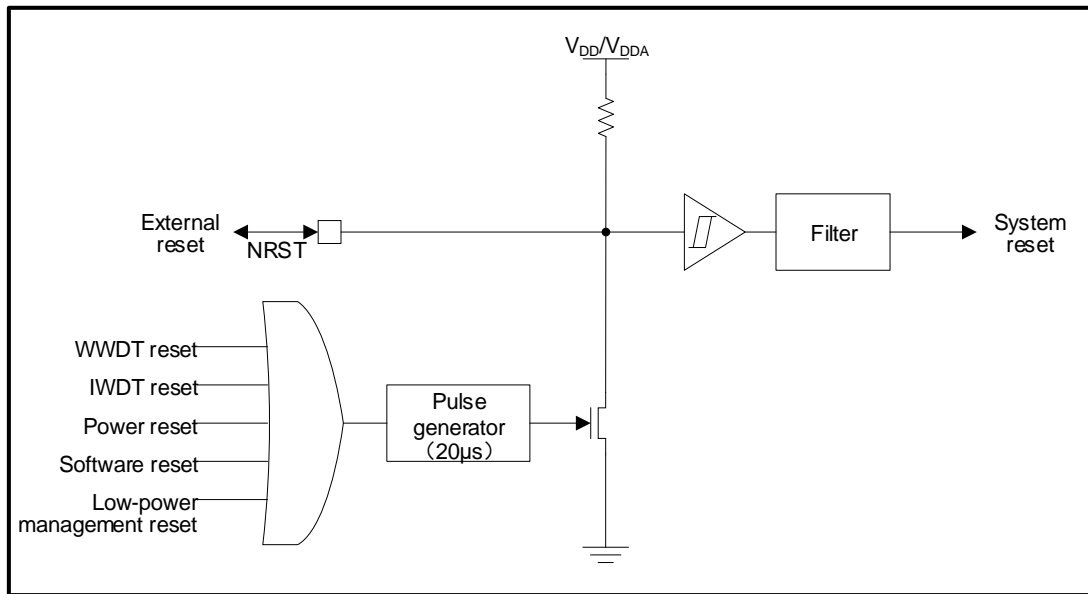 VDD/VDDA
External
reset
NRST
Filter
System
reset
WWDT reset
IWDT reset
Power reset
Software reset
Low-power
management reset
Pulse
generator
（20μs）